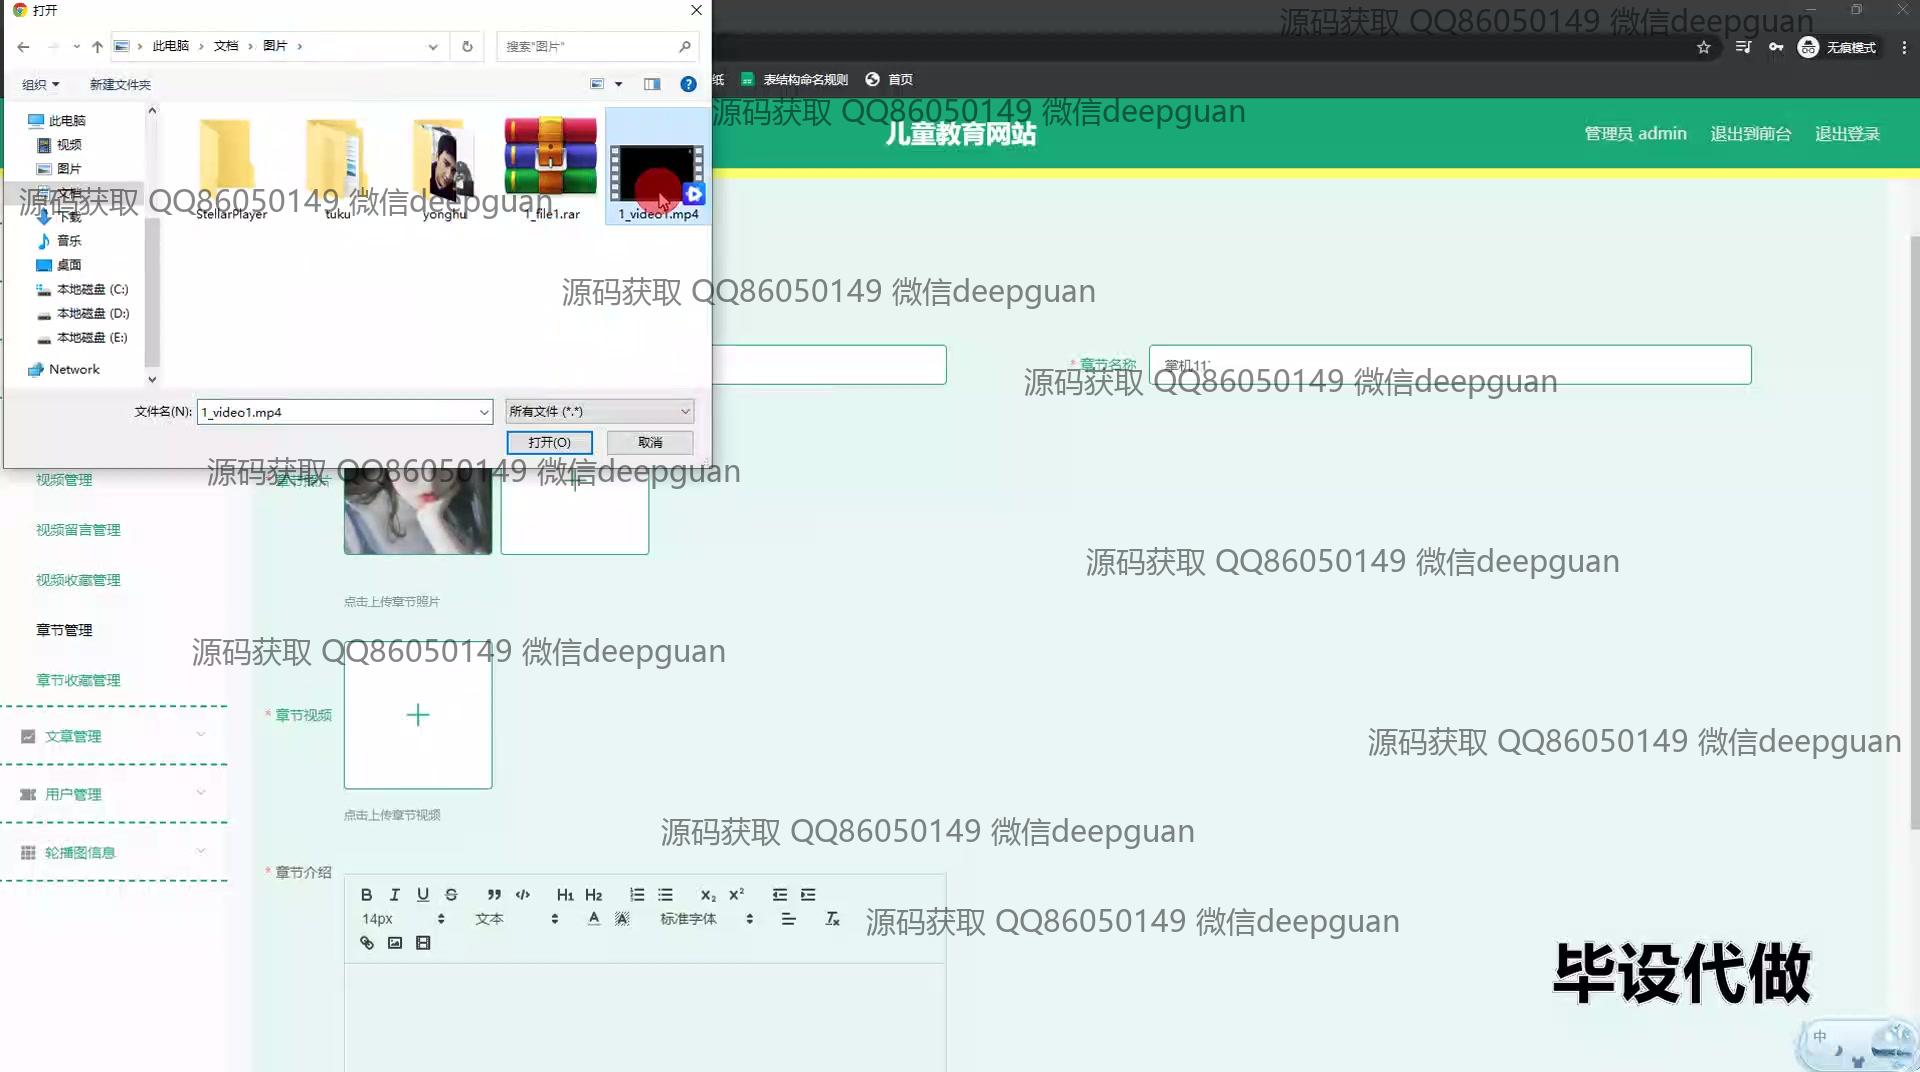 打开
源码获取 QQ86050149 微信deepguan
此电脑 › 文档 › 图片 ›
搜索"图片"
无痕模式
组织
新建文件夹
纸
表结构命名规则
首页
源码获取 QQ86050149 微信deepguan
儿童教育网站
管理员 admin
退出到前台
退出登录
此电脑
视频
图片
文档
下载
音乐
桌面
本地磁盘 (C:)
本地磁盘 (D:)
本地磁盘 (E:)
Network
源码获取 QQ86050149 微信deepguan
StellarPlayer
tuku
yonghu
1_file1.rar
1_video1.mp4
源码获取 QQ86050149 微信deepguan
* 章节名称
掌机11'
源码获取 QQ86050149 微信deepguan
文件名(N):
1_video1.mp4
所有文件 (*.*)
打开(O)
取消
源码获取 QQ86050149 微信deepguan
视频管理
章节照片
视频留言管理
源码获取 QQ86050149 微信deepguan
视频收藏管理
点击上传章节照片
章节管理
源码获取 QQ86050149 微信deepguan
章节收藏管理
* 章节视频
文章管理
源码获取 QQ86050149 微信deepguan
用户管理
点击上传章节视频
源码获取 QQ86050149 微信deepguan
轮播图信息
* 章节介绍
B I U S H1 H2 X2 X2
14px
文本
A A
标准字体
Tx
源码获取 QQ86050149 微信deepguan
毕设代做
中